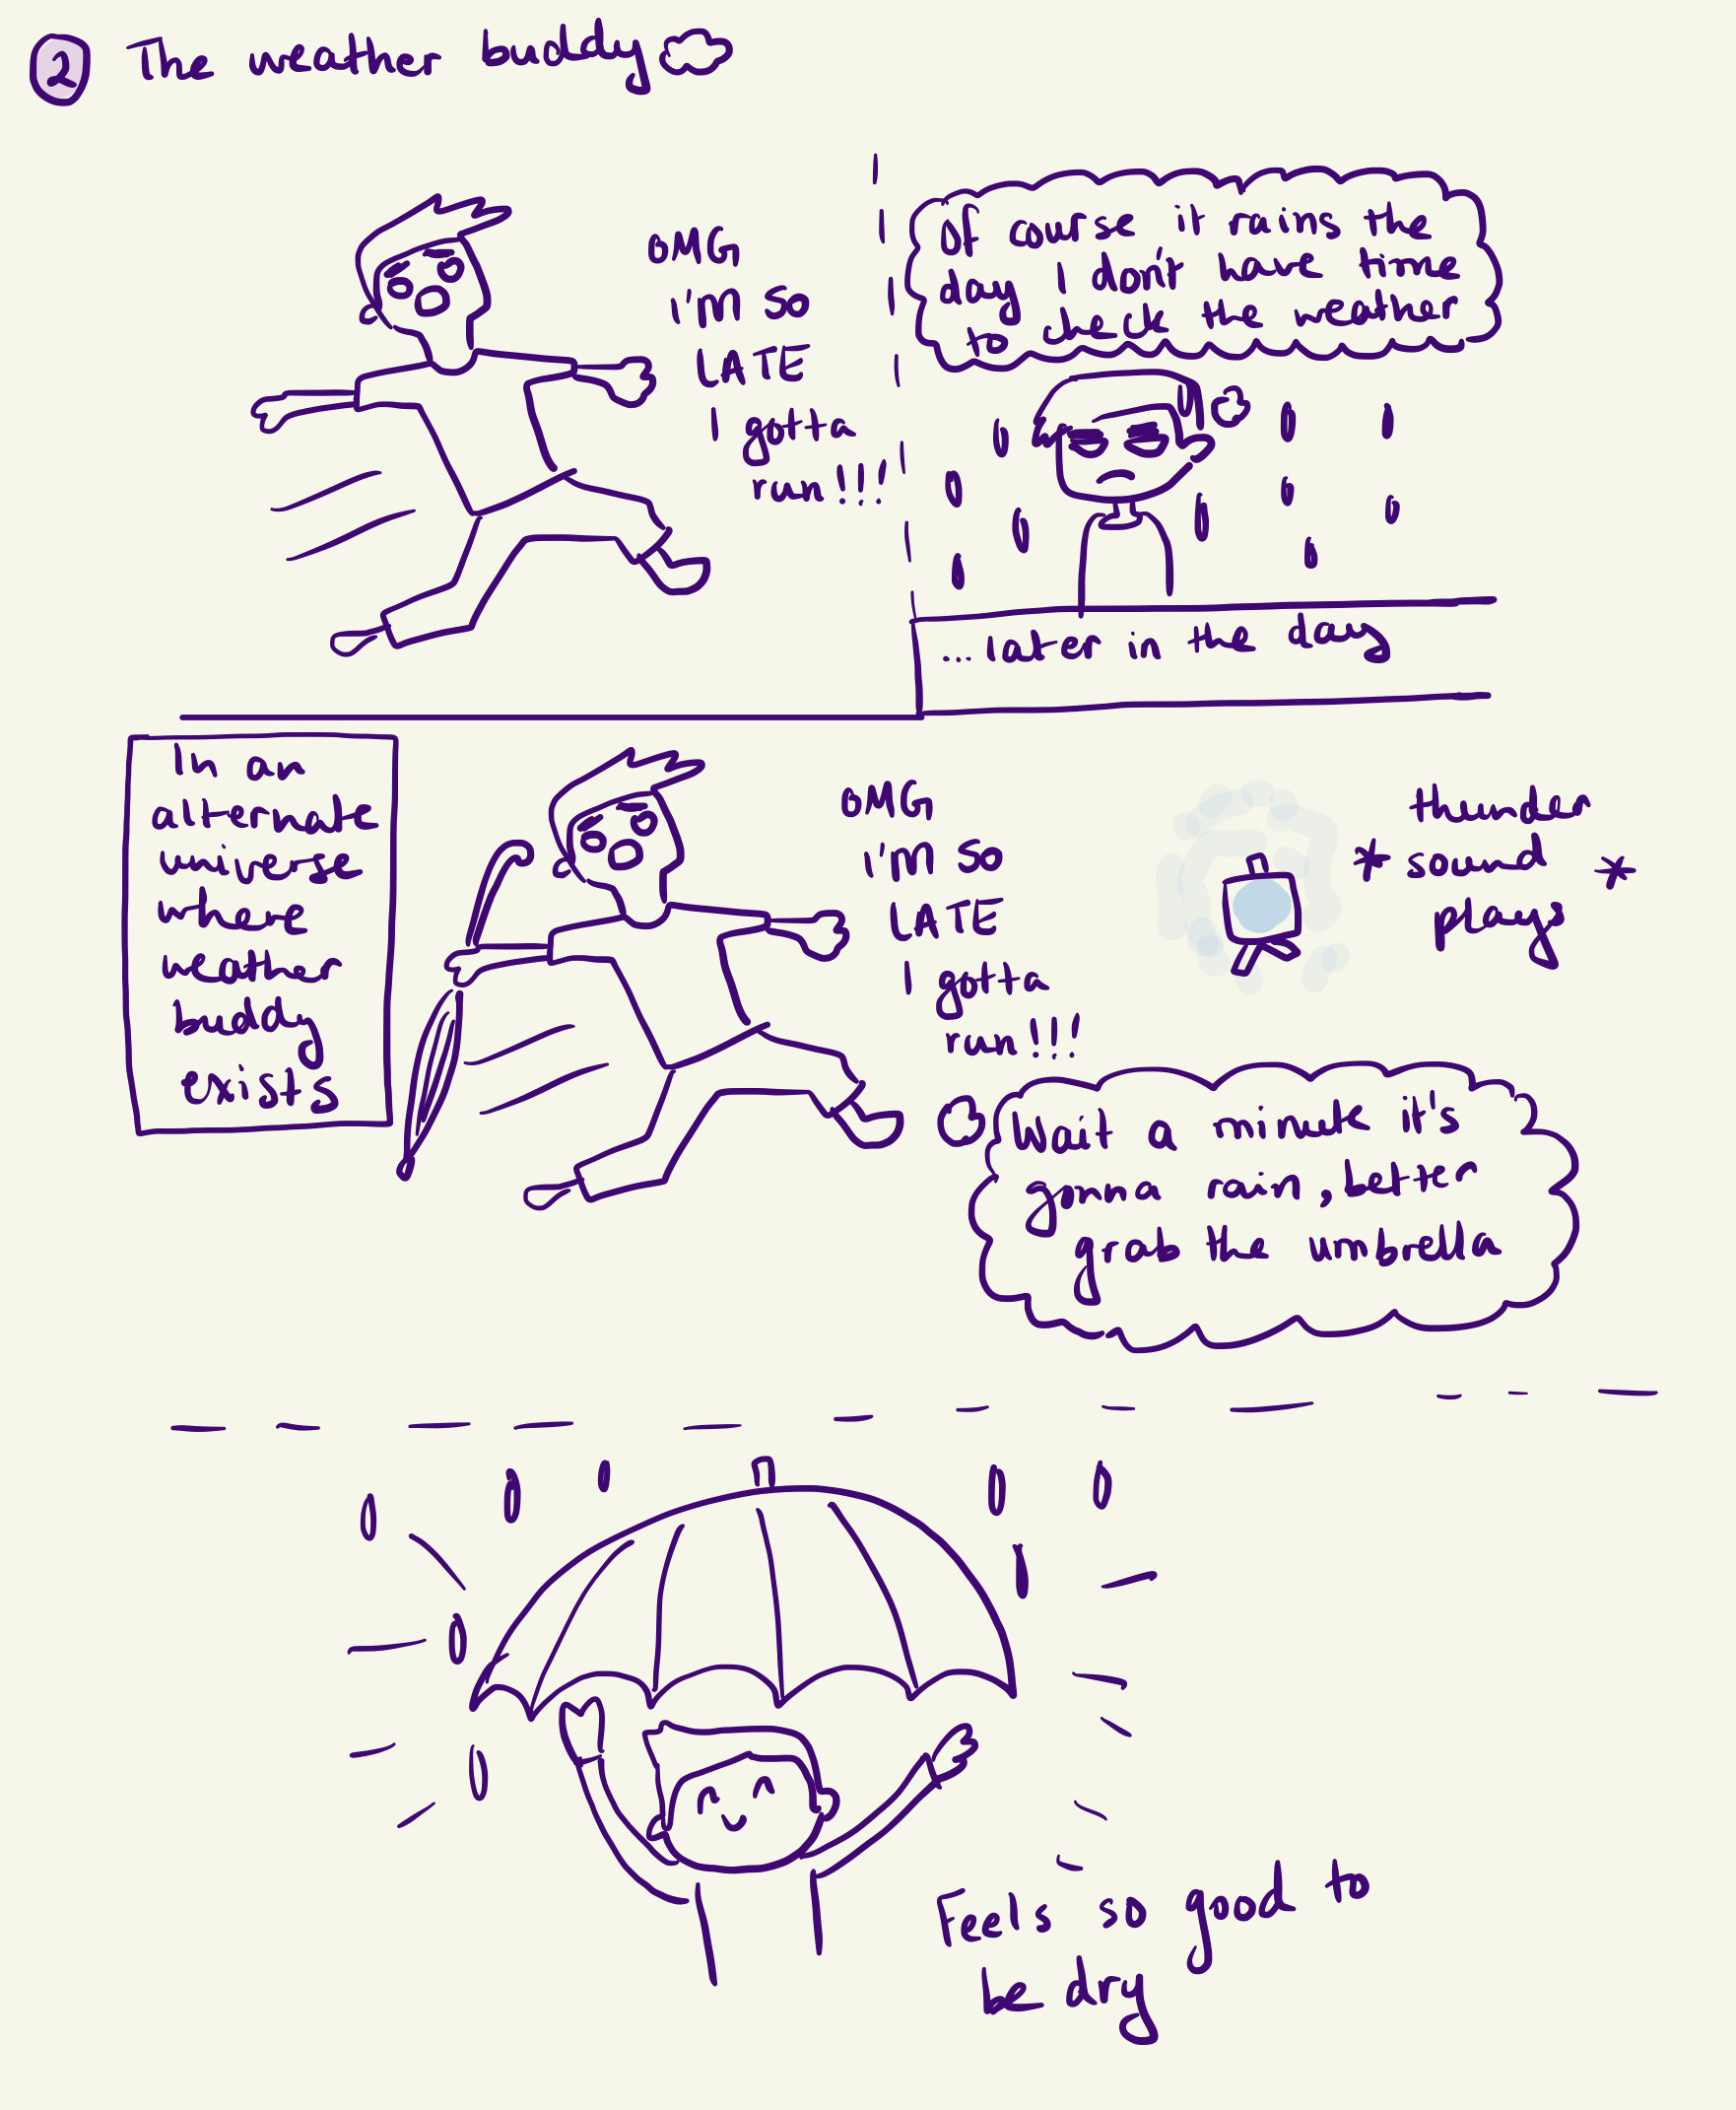 2 The weather buddy
OMG
I'M SO
LATE
I gotta
run!!!
Of course it rains the
day I don't have time
to check the weather
...later in the day
In an
alternate
universe
where
weather
buddy
exists
OMG
I'M SO
LATE
I gotta
run!!!
thunder
* sound *
plays
Wait a minute it's
gonna rain, better
grab the umbrella
Feels so good to
be dry